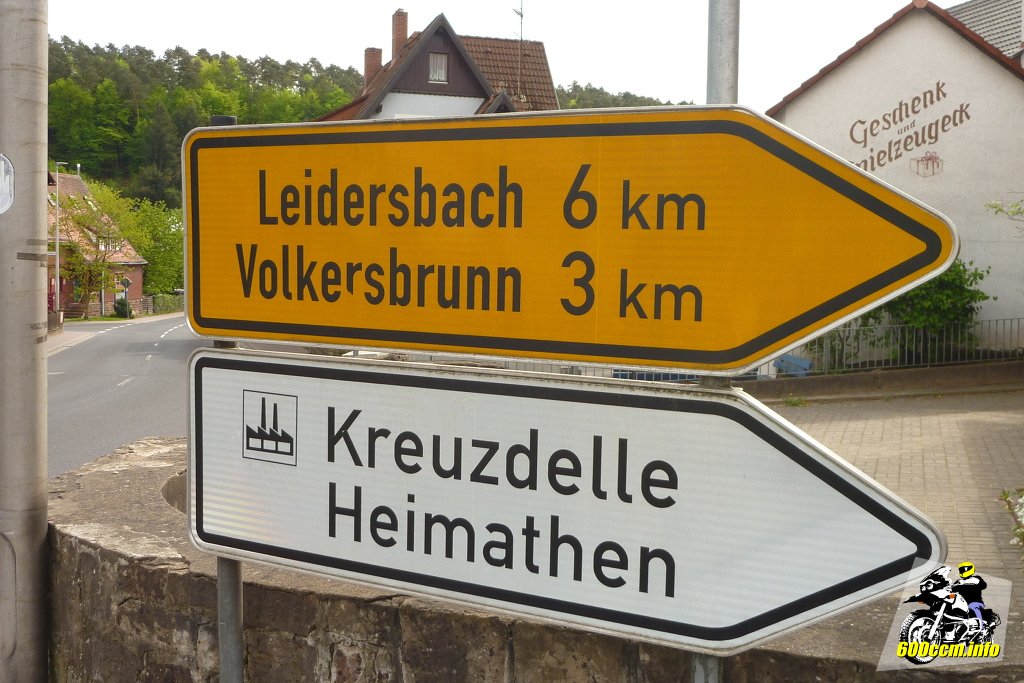 Leidersbach 6 km
Volkersbrunn 3 km
Kreuzdelle
Heimathen
Geschenk
und
600ccm.info